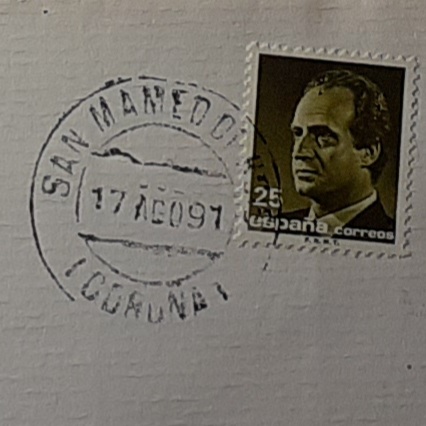 SAN MAMED D
17 AGO 91
(CORUÑA)
25
españa correos
F.N.M.T.